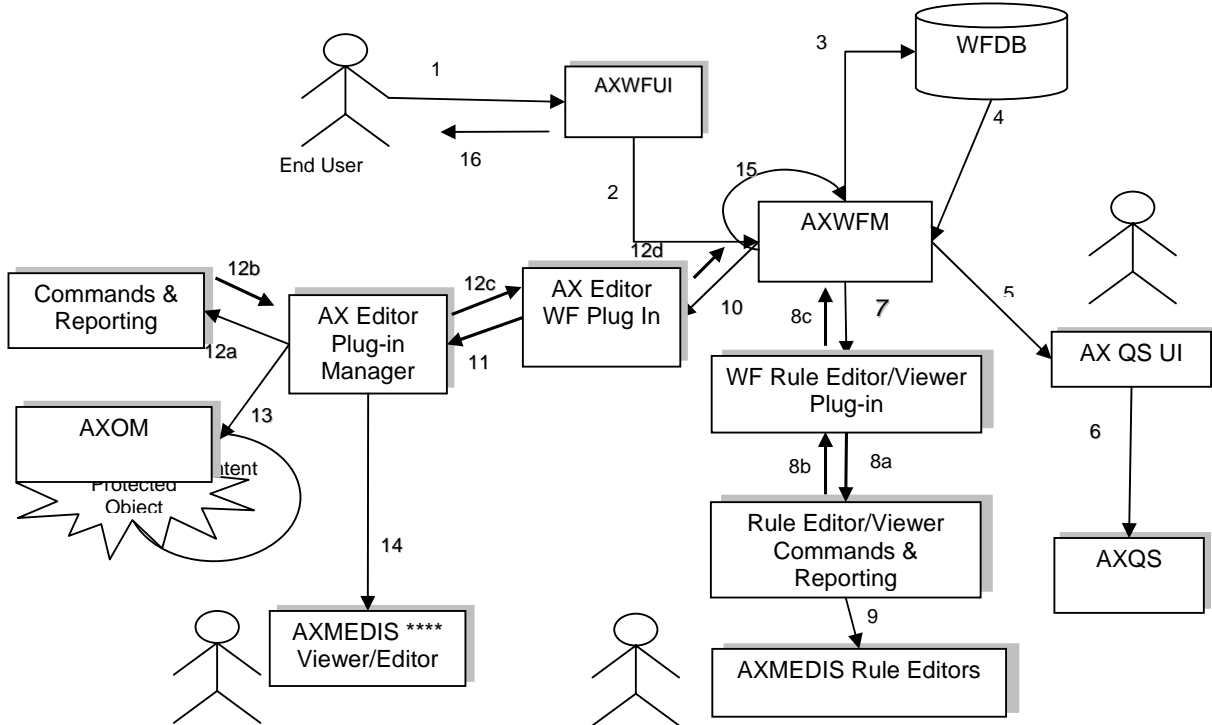 3
WFDB
1
AXWFUI
4
16
End User
2
15
AXWFM
12b
12c
12d
Commands &
Reporting
AX Editor
WF Plug In
AX Editor
Plug-in
Manager
10
8c
7
5
12a
11
AX QS UI
WF Rule Editor/Viewer
Plug-in
13
AXOM
6
8b
8a
ntent
Protected
Object
Rule Editor/Viewer
Commands &
Reporting
14
AXQS
9
AXMEDIS ****
Viewer/Editor
AXMEDIS Rule Editors